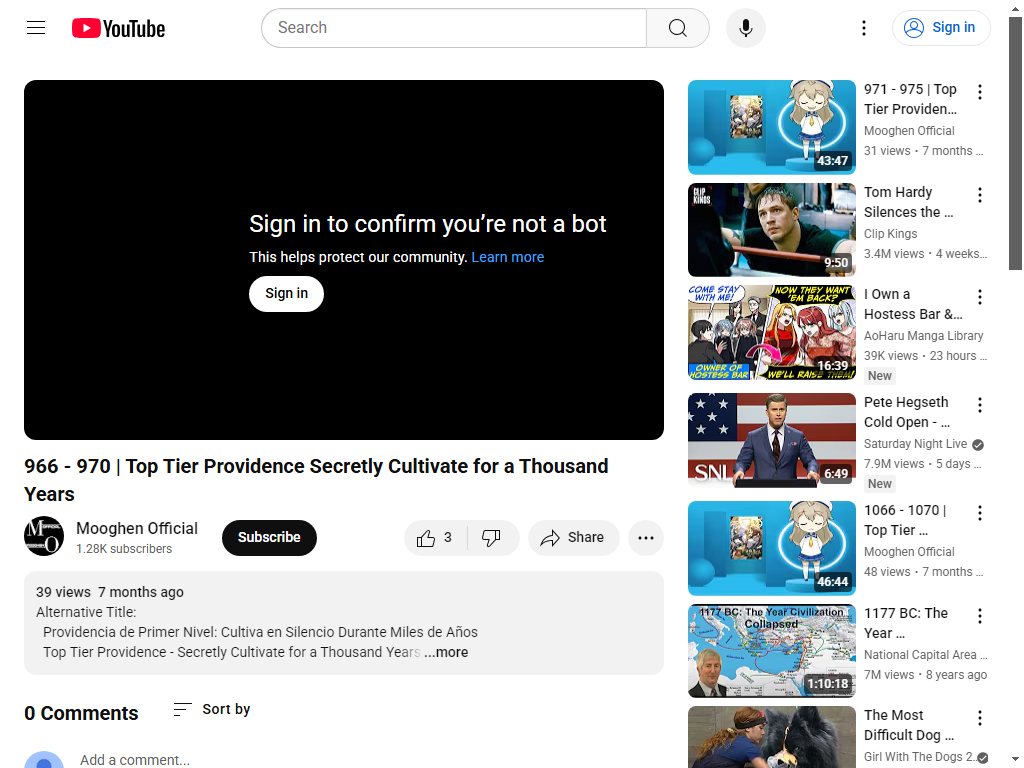 YouTube
Search
Sign in
Sign in to confirm you’re not a bot
This helps protect our community. Learn more
Sign in
966 - 970 | Top Tier Providence Secretly Cultivate for a Thousand
Years
Mooghen Official
1.28K subscribers
Subscribe
3
Share
39 views 7 months ago
Alternative Title:
Providencia de Primer Nivel: Cultiva en Silencio Durante Miles de Años
Top Tier Providence - Secretly Cultivate for a Thousand Years ...more
0 Comments
Sort by
Add a comment...
43:47
971 - 975 | Top
Tier Providen...
Mooghen Official
31 views • 7 months ...
CLIP
KINGS
9:50
Tom Hardy
Silences the ...
Clip Kings
3.4M views • 4 weeks...
COME STAY
WITH ME!
NOW THEY WANT
'EM BACK?
OWNER OF
HOSTESS BAR
WE'LL RAISE THEM!
16:39
I Own a
Hostess Bar &...
AoHaru Manga Library
39K views • 23 hours ...
New
SNL
6:49
Pete Hegseth
Cold Open - ...
Saturday Night Live
7.9M views • 5 days ...
New
46:44
1066 - 1070 |
Top Tier ...
Mooghen Official
48 views • 7 months ...
1177 BC: The Year Civilization
Collapsed
1:10:18
1177 BC: The
Year ...
National Capital Area ...
7M views • 8 years ago
The Most
Difficult Dog ...
Girl With The Dogs 2...